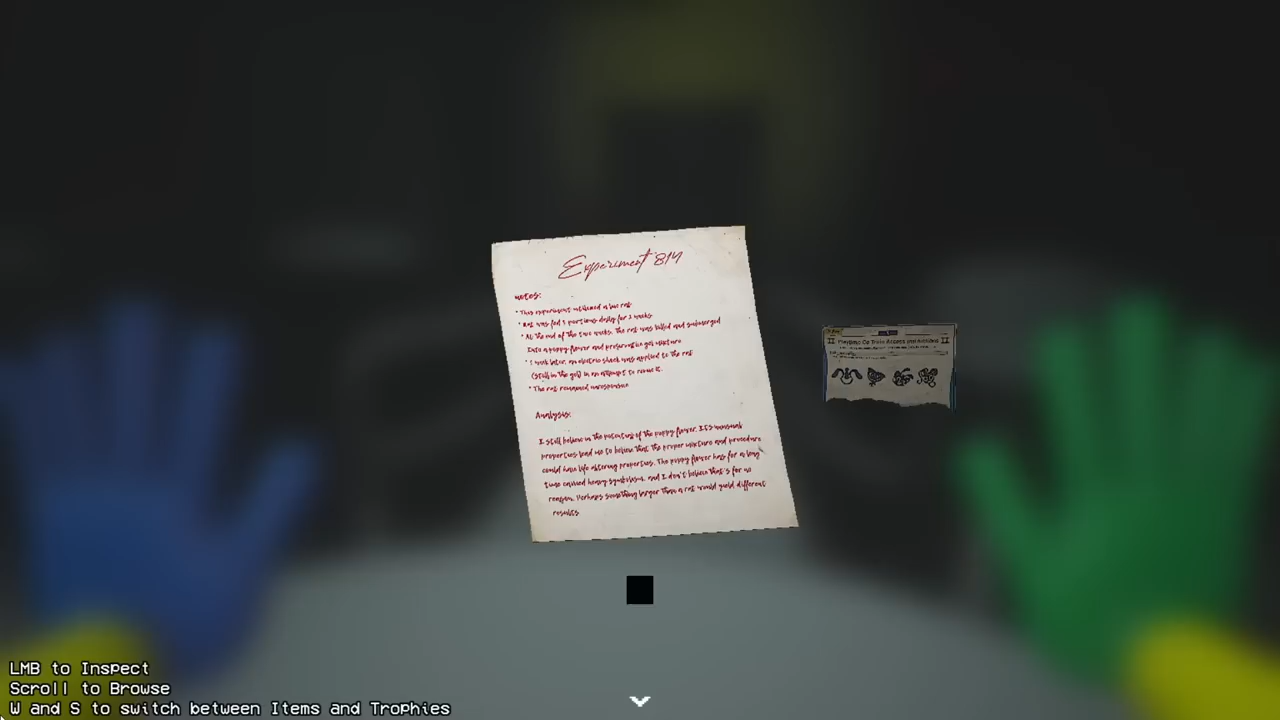 Experiment 814
notes:
* This experiment utilized a live rat.
* Rat was fed 3 portions daily for 2 weeks.
* At the end of the two weeks, the rat was killed and submerged
into a poppy flower and preservative gel mixture.
* 1 week later, an electric shock was applied to the rat
(still in the gel) in an attempt to revive it.
* The rat remained unresponsive
Analysis:
I still believe in the potential of the poppy flower. It's unusual
properties lead me to believe that the proper mixture and procedure
could have life altering properties. The poppy flower has for a long
time carried heavy symbolism, and I don't believe that's for no
reason. Perhaps something larger than a rat would yield different
results.
Playtime Co Train Access
LMB to Inspect
Scroll to Browse
W and S to switch between Items and Trophies